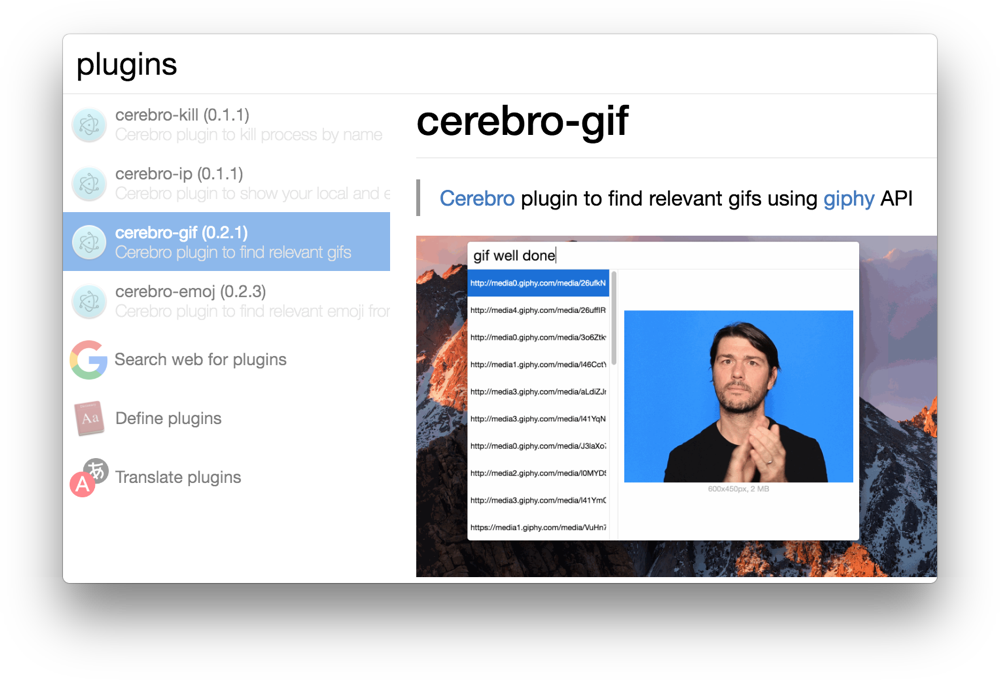 plugins
cerebro-kill (0.1.1)
Cerebro plugin to kill process by name
cerebro-ip (0.1.1)
Cerebro plugin to show your local and e
cerebro-gif (0.2.1)
Cerebro plugin to find relevant gifs
cerebro-emoj (0.2.3)
Cerebro plugin to find relevant emoji fror
Search web for plugins
Aa
Define plugins
あ
A
Translate plugins
cerebro-gif
Cerebro plugin to find relevant gifs using giphy API
gif well done
http://media0.giphy.com/media/26ufkN
http://media4.giphy.com/media/26ufflR
http://media0.giphy.com/media/3o6Ztk
http://media1.giphy.com/media/l46CctY
http://media3.giphy.com/media/aLdiZJ
http://media3.giphy.com/media/l41YqN
http://media0.giphy.com/media/J3laXo
http://media2.giphy.com/media/l0MYD
http://media3.giphy.com/media/l41Ym
https://media1.giphy.com/media/VuHn7
600x450px, 2 MB